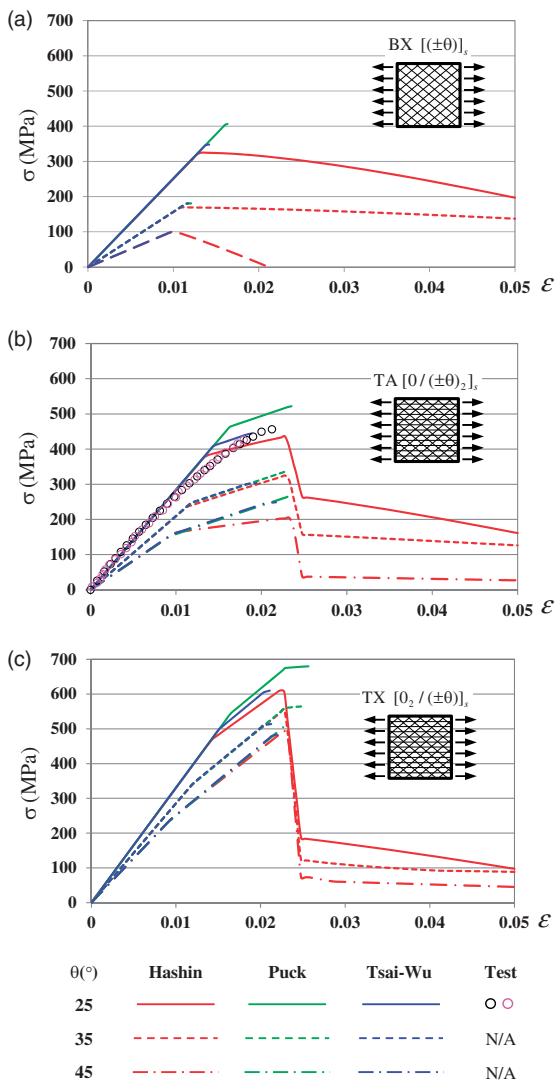 (a)
BX [(±θ)]s
σ (MPa)
700
600
500
400
300
200
100
0
0 0.01 0.02 0.03 0.04 0.05 ε
(b)
TA [0 / (±θ)2]s
σ (MPa)
700
600
500
400
300
200
100
0
0 0.01 0.02 0.03 0.04 0.05 ε
(c)
TX [02 / (±θ)]s
σ (MPa)
700
600
500
400
300
200
100
0
0 0.01 0.02 0.03 0.04 0.05 ε
θ(°) Hashin Puck Tsai-Wu Test
25
35 N/A
45 N/A